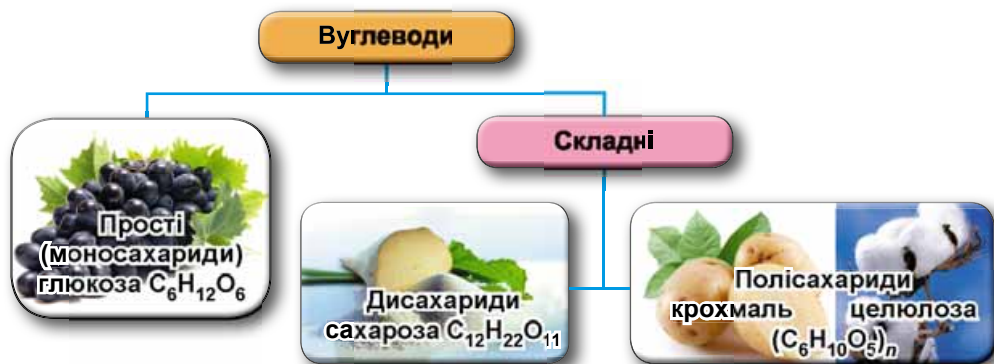 Вуглеводи
Складні
Прості
(моносахариди)
глюкоза C₆H₁₂O₆
Дисахариди
сахароза C₁₂H₂₂O₁₁
Полісахариди
крохмаль целюлоза
(C₆H₁₀O₅)ₙ